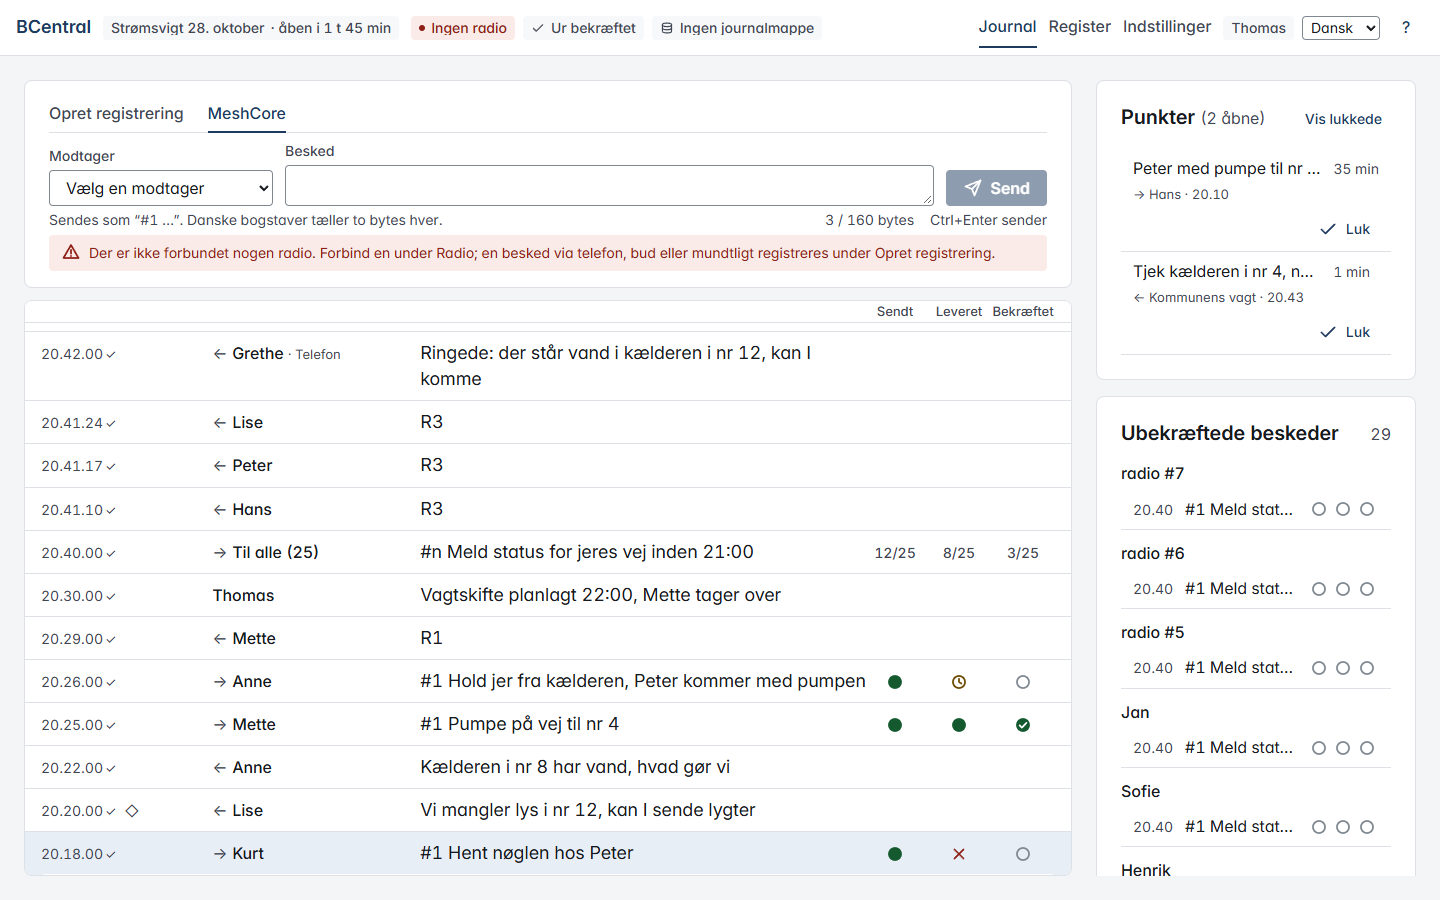 BCentral
Strømsvigt 28. oktober · åben i 1 t 45 min
Ingen radio
Ur bekræftet
Ingen journalmappe
Journal
Register
Indstillinger
Thomas
Dansk
?
Opret registrering
MeshCore
Modtager
Besked
Vælg en modtager
Send
Sendes som “#1 ...”. Danske bogstaver tæller to bytes hver.
3 / 160 bytes
Ctrl+Enter sender
Der er ikke forbundet nogen radio. Forbind en under Radio; en besked via telefon, bud eller mundtligt registreres under Opret registrering.
Sendt Leveret Bekræftet
20.42.00 ← Grethe · Telefon Ringede: der står vand i kælderen i nr 12, kan I
komme
20.41.24 ← Lise R3
20.41.17 ← Peter R3
20.41.10 ← Hans R3
20.40.00 → Til alle (25) #n Meld status for jeres vej inden 21:00 12/25 8/25 3/25
20.30.00 Thomas Vagtskifte planlagt 22:00, Mette tager over
20.29.00 ← Mette R1
20.26.00 → Anne #1 Hold jer fra kælderen, Peter kommer med pumpen
20.25.00 → Mette #1 Pumpe på vej til nr 4
20.22.00 ← Anne Kælderen i nr 8 har vand, hvad gør vi
20.20.00 ← Lise Vi mangler lys i nr 12, kan I sende lygter
20.18.00 → Kurt #1 Hent nøglen hos Peter
Punkter (2 åbne)
Vis lukkede
Peter med pumpe til nr ... 35 min
→ Hans · 20.10
Luk
Tjek kælderen i nr 4, n... 1 min
← Kommunens vagt · 20.43
Luk
Ubekræftede beskeder 29
radio #7
20.40 #1 Meld stat...
radio #6
20.40 #1 Meld stat...
radio #5
20.40 #1 Meld stat...
Jan
20.40 #1 Meld stat...
Sofie
20.40 #1 Meld stat...
Henrik